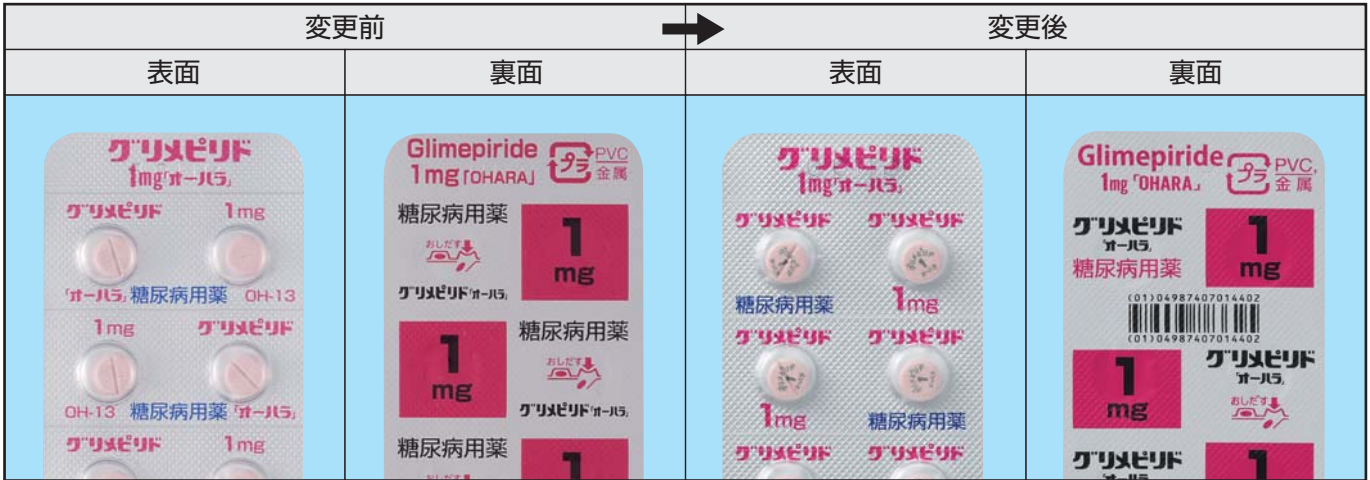 変更前
変更後
表面
裏面
表面
裏面
グリメピリド
1mg「オーハラ」
グリメピリド 1mg
「オーハラ」 糖尿病用薬 OH-13
1mg グリメピリド
OH-13 糖尿病用薬 「オーハラ」
グリメピリド 1mg
Glimepiride
1mg「OHARA」
プラ
PVC
金属
糖尿病用薬
おしだす
グリメピリド「オーハラ」
1
mg
1
mg
糖尿病用薬
おしだす
グリメピリド「オーハラ」
糖尿病用薬
1
グリメピリド
1mg「オーハラ」
グリメピリド グリメピリド
糖尿病用薬 1mg
グリメピリド グリメピリド
1mg 糖尿病用薬
グリメピリド グリメピリド
Glimepiride
1mg「OHARA」
プラ
PVC,
金属
グリメピリド
「オーハラ」
糖尿病用薬
1
mg
(01)04987407014402
(01)04987407014402
1
mg
グリメピリド
「オーハラ」
おしだす
グリメピリド
「オーハラ」
1